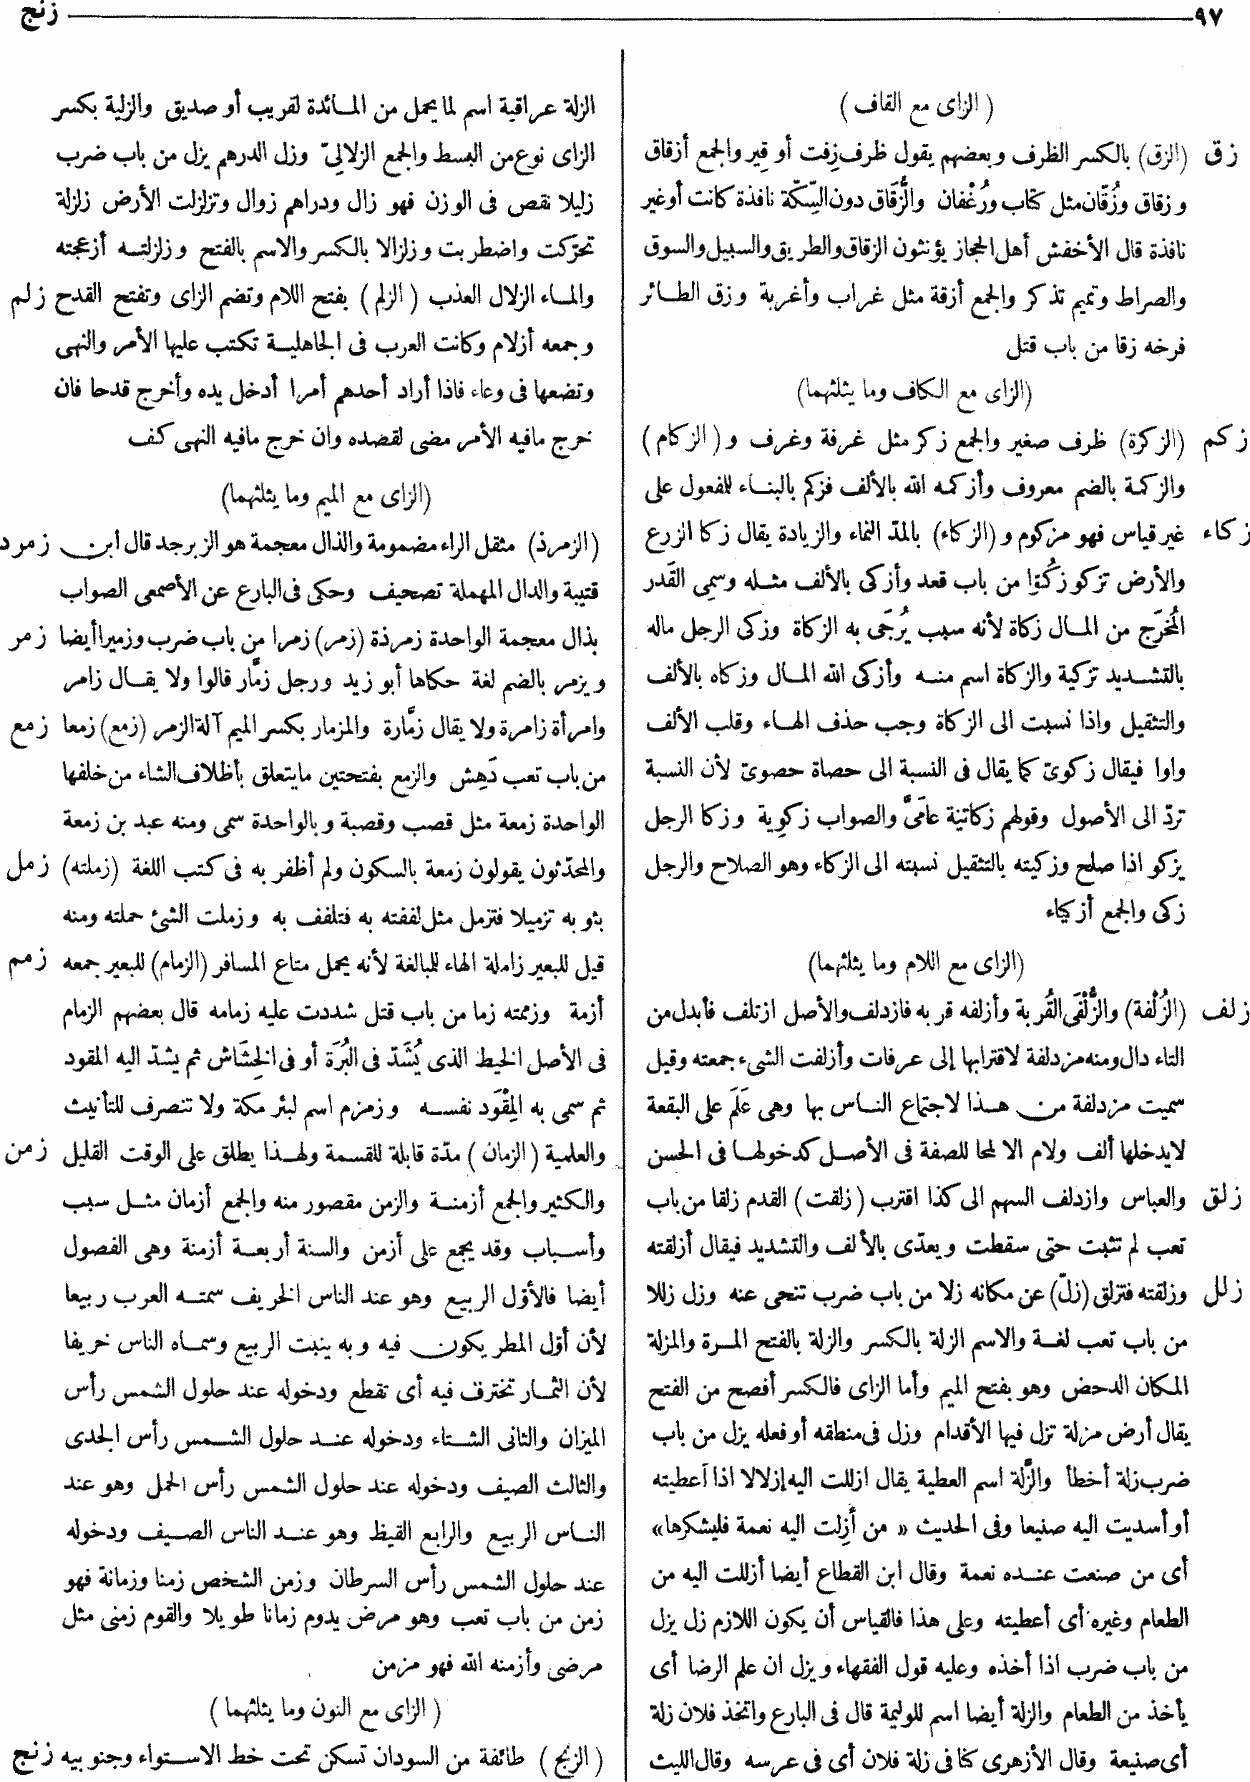 زنج ٩٧
( الزاى مع القاف )
زق (الزق) بالكسر الظرف وبعضهم يقول ظرف زِفت أو قِير والجمع أزقاق
وزقاق وزُقّان مثل كتاب ورُغْفان والزُّقاق دون السِّكّة نافذة كانت أو غير
نافذة قال الأخفش أهل الحجاز يؤنثون الزقاق والطريق والسبيل والسوق
والصراط وتميم تذكر والجمع أزقة مثل غراب وأغربة وزق الطائر
فرخه زقا من باب قتل
(الزاى مع الكاف وما يثلثهما)
زكم (الزكرة) ظرف صغير والجمع زكر مثل غرفة وغرف و (الزكام)
والزكمة بالضم معروف وأزكمه الله بالألف فزكم بالبناء للمفعول على
زكاء غير قياس فهو مزكوم و (الزكاء) بالمدّ النماء والزيادة يقال زكا الزرع
والأرض تزكو زكُوّا من باب قعد وأزكى بالألف مثله وسمى القَدر
المُخرَج من المال زكاة لأنه سبب يُرجَى به الزكاة وزكى الرجل ماله
بالتشديد تزكية والزكاة اسم منه وأزكى الله المال وزكاه بالألف
والتثقيل واذا نسبت الى الزكاة وجب حذف الهاء وقلب الألف
واوا فيقال زكوىّ كما يقال فى النسبة الى حصاة حصوىّ لأن النسبة
تردّ الى الأصول وقولهم زكاتيّة عامّىّ والصواب زكوِية وزكا الرجل
يزكو اذا صلح وزكيته بالتثقيل نسبته الى الزكاء وهو الصلاح والرجل
زكى والجمع أزكياء
(الزاى مع اللام وما يثلثهما)
زلف (الزُلْفة) والزُّلْفَى القُربة وأزلفه قربه فازدلف والأصل ازتلف فأبدل من
التاء دال ومنه مزدلفة لاقترابها إلى عرفات وأزلفت الشىء جمعته وقيل
سميت مزدلفة من هذا لاجتماع الناس بها وهى عَلَم على البقعة
لا يدخلها ألف ولام الا لمحا للصفة فى الأصل كدخولها فى الحسن
زلق والعباس وازدلف السهم الى كذا اقترب (زلقت) القدم زلقا من باب
تعب لم تثبت حتى سقطت ويعدّى بالألف والتشديد فيقال أزلقته
زلل وزلقته فتزلق (زلّ) عن مكانه زلا من باب ضرب تنحى عنه وزل زللا
من باب تعب لغة والاسم الزلة بالكسر والزلة بالفتح المرة والمزلة
المكان الدحض وهو بفتح الميم وأما الزاى فالكسر أفصح من الفتح
يقال أرض مزلة تزل فيها الأقدام وزل فى منطقه أو فعله يزل من باب
ضرب زلة أخطأ والزَّلة اسم العطية يقال ازللت اليه إزلالا اذا أعطيته
أو أسديت اليه صنيعا وفى الحديث « من أُزِلت اليه نعمة فليشكرها»
أى من صنعت عنده نعمة وقال ابن القطاع أيضا أزللت اليه من
الطعام وغيره أى أعطيته وعلى هذا فالقياس أن يكون اللازم زل يزل
من باب ضرب اذا أخذه وعليه قول الفقهاء ويزل ان علم الرضا أى
يأخذ من الطعام والزلة أيضا اسم للوليمة قال فى البارع واتخذ فلان زلة
أى صنيعة وقال الأزهرى كنا فى زلة فلان أى فى عرسه وقال الليث
الزلة عراقية اسم لما يحمل من المائدة لقريب أو صديق والزلية بكسر
الزاى نوع من البسط والجمع الزلالىّ وزل الدرهم يزل من باب ضرب
زليلا نقص فى الوزن فهو زال ودراهم زوال وتزلزلت الأرض زلزلة
تحرّكت واضطربت وزلزالا بالكسر والاسم بالفتح وزلزلته أزعجته
والماء الزلال العذب (الزلم) بفتح اللام وتضم الزاى وتفتح القدح زلم
وجمعه أزلام وكانت العرب فى الجاهلية تكتب عليها الأمر والنهى
وتضعها فى وعاء فاذا أراد أحدهم أمرا أدخل يده وأخرج قدحا فان
خرج مافيه الأمر مضى لقصده وان خرج مافيه النهى كف
(الزاى مع الميم وما يثلثهما)
(الزمرذ) مثقل الراء مضمومة والذال معجمة هو الزبرجد قال ابن زمرد
قتيبة والدال المهملة تصحيف وحكى فى البارع عن الأصمعى الصواب
بذال معجمة الواحدة زمرذة (زمر) زمرا من باب ضرب وزميرا أيضا زمر
ويزمر بالضم لغة حكاها أبو زيد ورجل زمَّار قالوا ولا يقال زامر
وامرأة زامرة ولا يقال زمَّارة والمزمار بكسر الميم آلة الزمر (زمع) زمعا زمع
من باب تعب دَهِش والزمع بفتحتين مايتعلق بأظلاف الشاء من خلفها
الواحدة زمعة مثل قصب وقصبة وبالواحدة سمى ومنه عبد بن زمعة
والمحدّثون يقولون زمعة بالسكون ولم أظفر به فى كتب اللغة (زملته) زمل
بثوبه تزميلا فتزمل مثل لففته به فتلفف به وزملت الشئ حملته ومنه
قيل للبعير زاملة الهاء للمبالغة لأنه يحمل متاع المسافر (الزمام) للبعير جمعه زمم
أزمة وزممته زما من باب قتل شددت عليه زمامه قال بعضهم الزمام
فى الأصل الخيط الذى يُشَدّ فى البُرَة أو فى الخِشَاش ثم يشدّ اليه المقود
ثم سمى به المِقْوَد نفسه وزمزم اسم لبئر مكة ولا تنصرف للتأنيث
والعلمية (الزمان) مدّة قابلة للقسمة ولهذا يطلق على الوقت القليل زمن
والكثير والجمع أزمنة والزمن مقصور منه والجمع أزمان مثل سبب
وأسباب وقد يجمع على أزمن والسنة أربعة أزمنة وهى الفصول
أيضا فالأوّل الربيع وهو عند الناس الخريف سمته العرب ربيعا
لأن أوّل المطر يكون فيه وبه ينبت الربيع وسماه الناس خريفا
لأن الثمار تخترف فيه أى تقطع ودخوله عند حلول الشمس رأس
الميزان والثانى الشتاء ودخوله عند حلول الشمس رأس الجدى
والثالث الصيف ودخوله عند حلول الشمس رأس الحمل وهو عند
الناس الربيع والرابع القيظ وهو عند الناس الصيف ودخوله
عند حلول الشمس رأس السرطان وزمن الشخص زمنا وزمانة فهو
زمن من باب تعب وهو مرض يدوم زمانا طويلا والقوم زمنى مثل
مرضى وأزمنه الله فهو مزمن
( الزاى مع النون وما يثلثهما )
(الزنج) طائفة من السودان تسكن تحت خط الاستواء وجنوبيه زنج